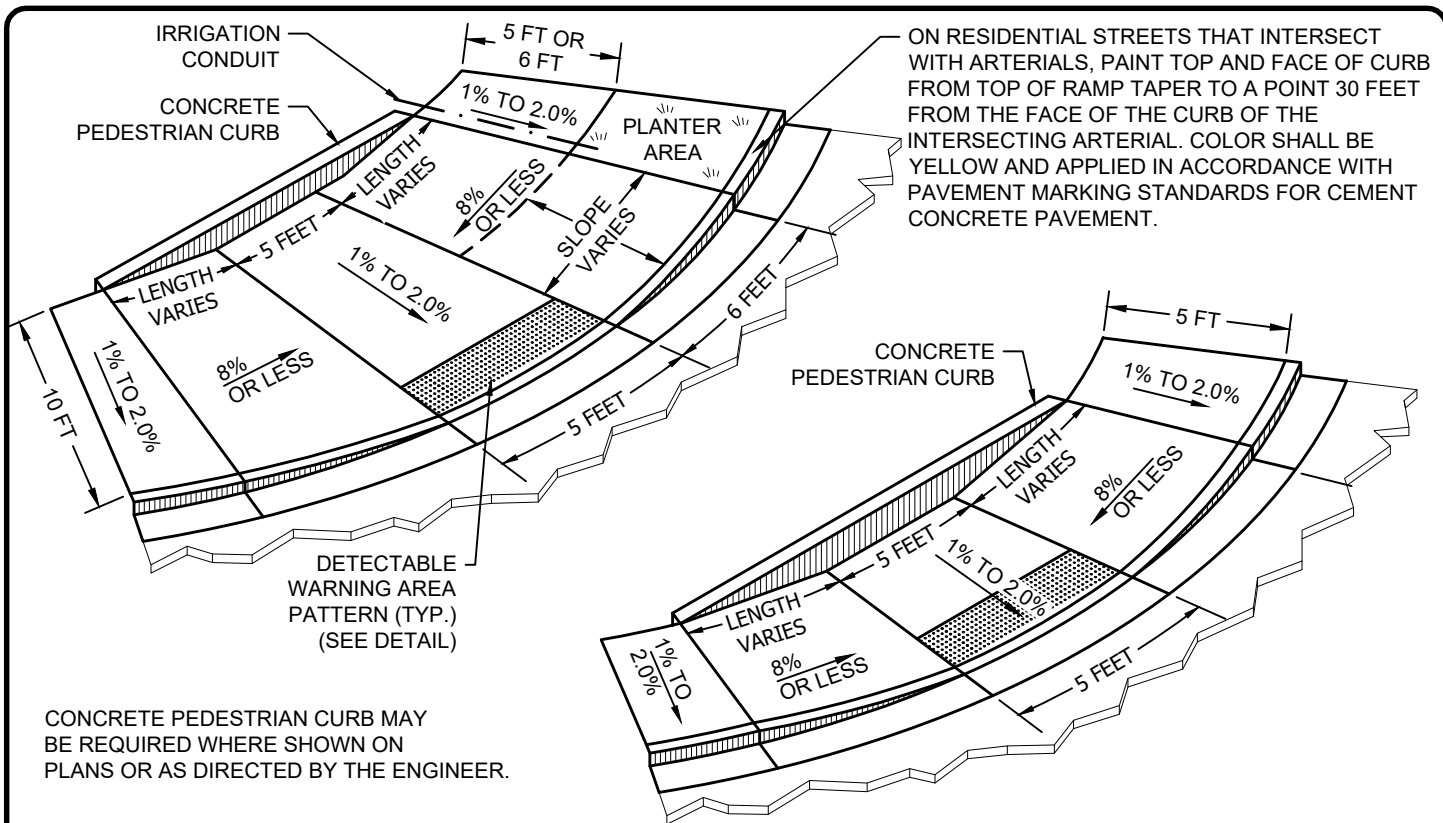 IRRIGATION
CONDUIT
CONCRETE
PEDESTRIAN CURB
5 FT OR
6 FT
1% TO 2.0%
PLANTER
AREA
ON RESIDENTIAL STREETS THAT INTERSECT
WITH ARTERIALS, PAINT TOP AND FACE OF CURB
FROM TOP OF RAMP TAPER TO A POINT 30 FEET
FROM THE FACE OF THE CURB OF THE
INTERSECTING ARTERIAL. COLOR SHALL BE
YELLOW AND APPLIED IN ACCORDANCE WITH
PAVEMENT MARKING STANDARDS FOR CEMENT
CONCRETE PAVEMENT.
LENGTH
VARIES
8%
OR LESS
SLOPE
VARIES
5 FEET
1% TO 2.0%
LENGTH
VARIES
8%
OR LESS
1% TO 2.0%
10 FT
6 FEET
5 FEET
DETECTABLE
WARNING AREA
PATTERN (TYP.)
(SEE DETAIL)
CONCRETE
PEDESTRIAN CURB
5 FT
1% TO 2.0%
LENGTH
VARIES
8%
OR LESS
5 FEET
1% TO 2.0%
LENGTH
VARIES
8%
OR LESS
1% TO
2.0%
5 FEET
CONCRETE PEDESTRIAN CURB MAY
BE REQUIRED WHERE SHOWN ON
PLANS OR AS DIRECTED BY THE ENGINEER.